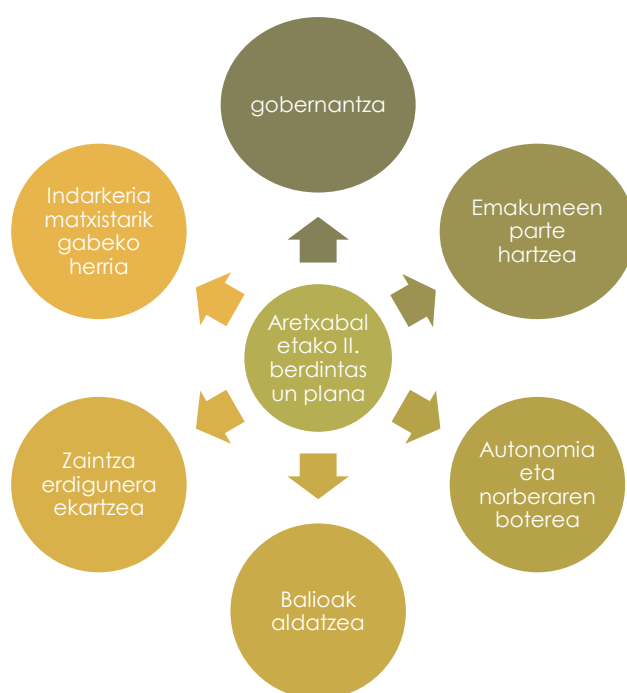 gobernantza
Emakumeen
parte
hartzea
Autonomia
eta
norberaren
boterea
Balioak
aldatzea
Zaintza
erdigunera
ekartzea
Indarkeria
matxistarik
gabeko
herria
Aretxabal
etako II.
berdintas
un plana